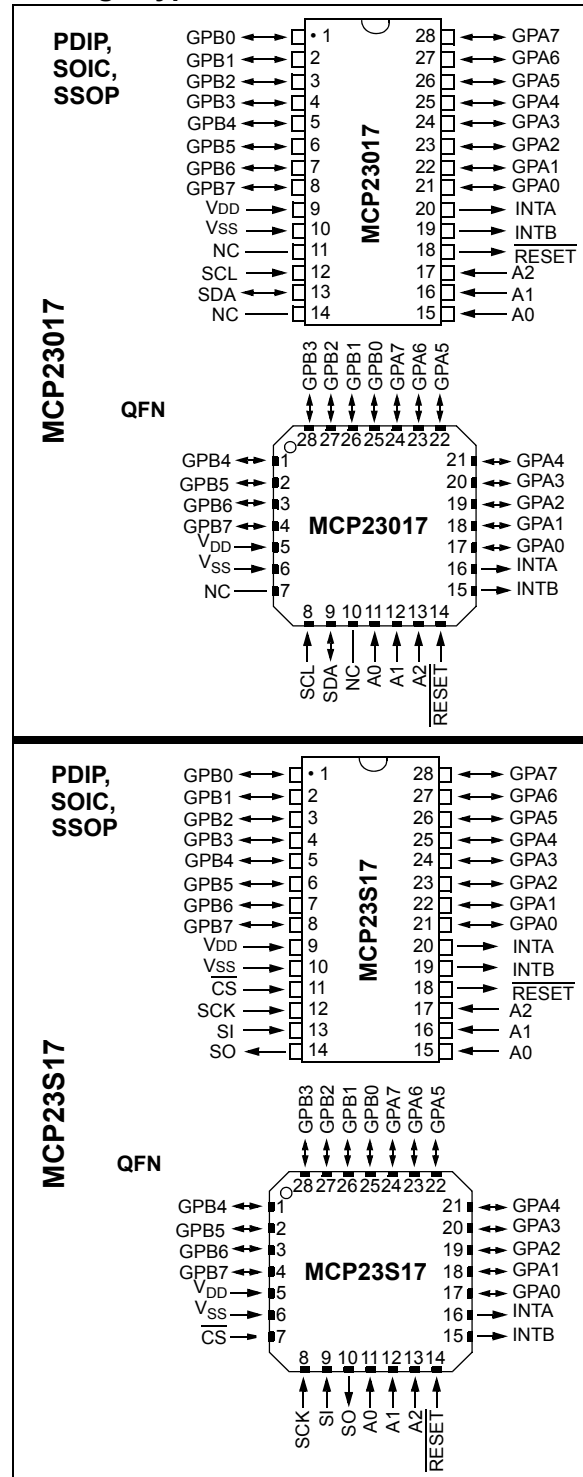 PDIP,
SOIC,
SSOP
GPB0 1 28 GPA7
GPB1 2 27 GPA6
GPB2 3 26 GPA5
GPB3 4 25 GPA4
GPB4 5 24 GPA3
GPB5 6 23 GPA2
GPB6 7 22 GPA1
GPB7 8 21 GPA0
VDD 9 20 INTA
VSS 10 19 INTB
NC 11 18 RESET
SCL 12 17 A2
SDA 13 16 A1
NC 14 15 A0
MCP23017
MCP23017
QFN
GPB3 GPB2 GPB1 GPB0 GPA7 GPA6 GPA5
28 27 26 25 24 23 22
GPB4 1 21 GPA4
GPB5 2 20 GPA3
GPB6 3 19 GPA2
GPB7 4 MCP23017 18 GPA1
VDD 5 17 GPA0
VSS 6 16 INTA
NC 7 15 INTB
8 9 10 11 12 13 14
SCL SDA NC A0 A1 A2 RESET
PDIP,
SOIC,
SSOP
GPB0 1 28 GPA7
GPB1 2 27 GPA6
GPB2 3 26 GPA5
GPB3 4 25 GPA4
GPB4 5 24 GPA3
GPB5 6 23 GPA2
GPB6 7 22 GPA1
GPB7 8 21 GPA0
VDD 9 20 INTA
VSS 10 19 INTB
CS 11 18 RESET
SCK 12 17 A2
SI 13 16 A1
SO 14 15 A0
MCP23S17
MCP23S17
QFN
GPB3 GPB2 GPB1 GPB0 GPA7 GPA6 GPA5
28 27 26 25 24 23 22
GPB4 1 21 GPA4
GPB5 2 20 GPA3
GPB6 3 19 GPA2
GPB7 4 MCP23S17 18 GPA1
VDD 5 17 GPA0
VSS 6 16 INTA
CS 7 15 INTB
8 9 10 11 12 13 14
SCK SI SO A0 A1 A2 RESET